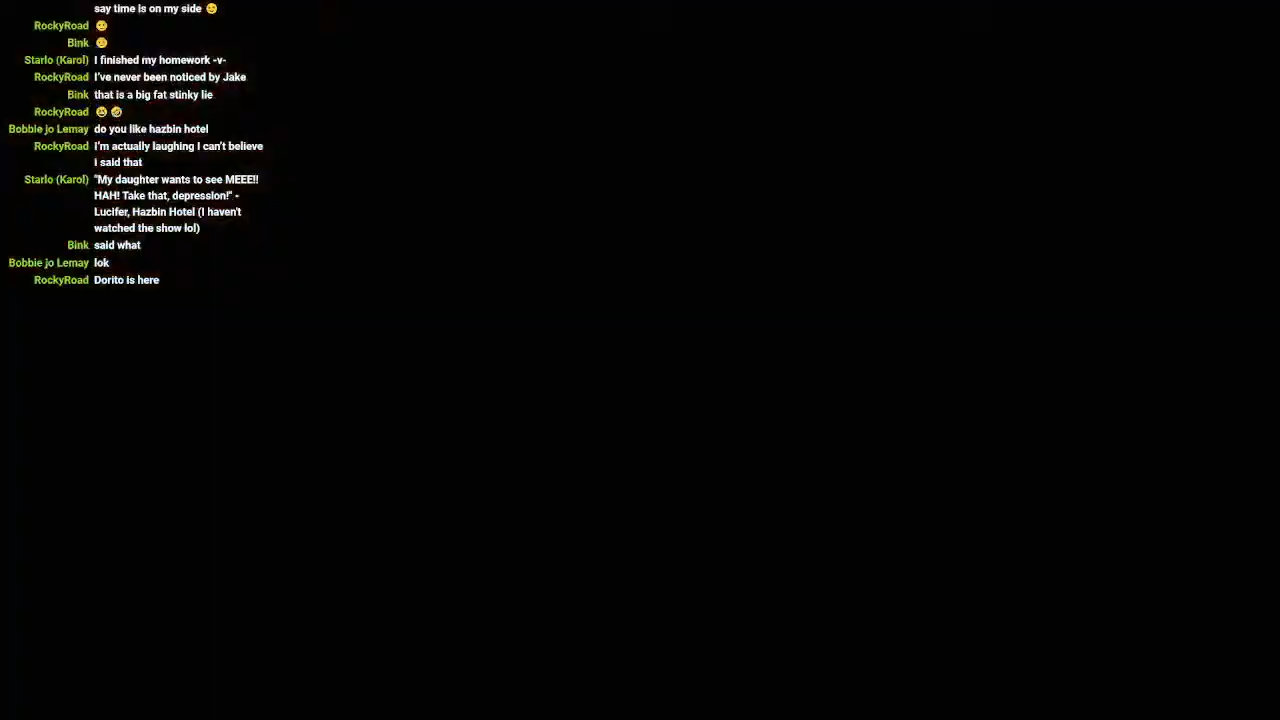 say time is on my side 😉
RockyRoad 🙂
Bink 🙂
Starlo (Karol) I finished my homework -v-
RockyRoad I've never been noticed by Jake
Bink that is a big fat stinky lie
RockyRoad 🤣 🤣
Bobbie jo Lemay do you like hazbin hotel
RockyRoad I'm actually laughing I can't believe
I said that
Starlo (Karol) "My daughter wants to see MEEE!!
HAH! Take that, depression!" -
Lucifer, Hazbin Hotel (I haven't
watched the show lol)
Bink said what
Bobbie jo Lemay lok
RockyRoad Dorito is here